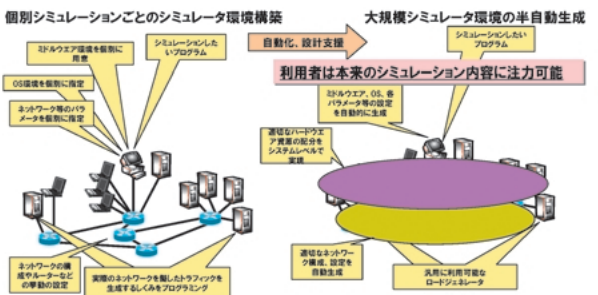 個別シミュレーションごとのシミュレータ環境構築
大規模シミュレータ環境の半自動生成
自動化、設計支援
利用者は本来のシミュレーション内容に注力可能
シミュレーションした
いプログラム
ミドルウエア環境を個別に
用意
OS環境を個別に指定
ネットワーク等のパラ
メータを個別に指定
ネットワークの構
成やルーターなど
の挙動の設定
実際のネットワークを擬したトラフィックを
生成するしくみをプログラミング
シミュレーションしたい
プログラム
ミドルウエア、OS、各
パラメータ等の設定
を自動的に生成
適切なハードウエ
ア資源の配分を
システムレベルで
実現
適切なネットワー
ク構成、設定を
自動生成
汎用に利用可能な
ロードジェネレータ